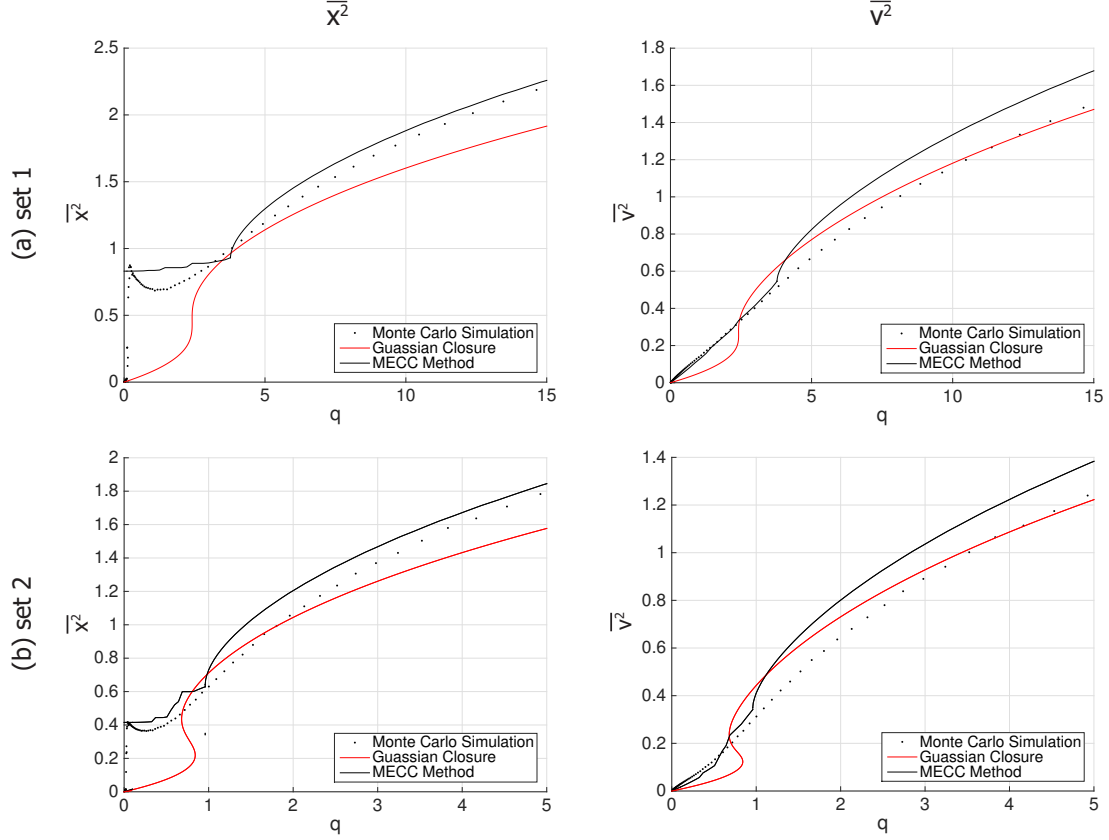 x² v²
(a) set 1
2.5
2
1.5
1
0.5
0
x²
0 5 10 15
q
Monte Carlo Simulation
Guassian Closure
MECC Method
1.8
1.6
1.4
1.2
1
0.8
0.6
0.4
0.2
0
v²
0 5 10 15
q
Monte Carlo Simulation
Guassian Closure
MECC Method
(b) set 2
2
1.8
1.6
1.4
1.2
1
0.8
0.6
0.4
0.2
0
x²
0 1 2 3 4 5
q
Monte Carlo Simulation
Guassian Closure
MECC Method
1.4
1.2
1
0.8
0.6
0.4
0.2
0
v²
0 1 2 3 4 5
q
Monte Carlo Simulation
Guassian Closure
MECC Method